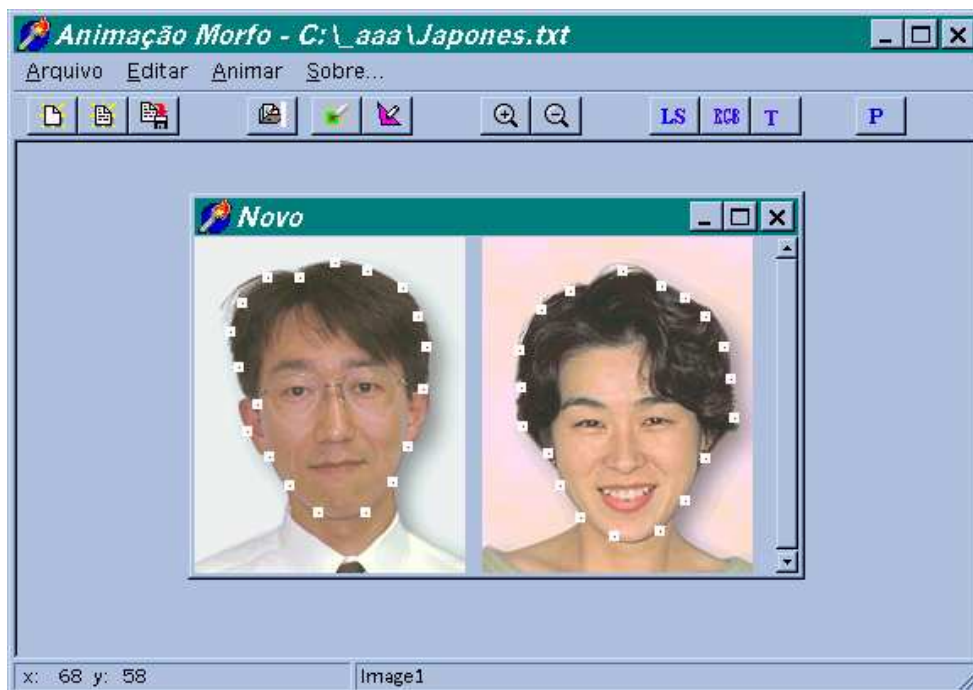 Animação Morfo - C:\_aaa\Japones.txt
Arquivo Editar Animar Sobre...
LS RGB T P
Novo
x: 68 y: 58 Image1